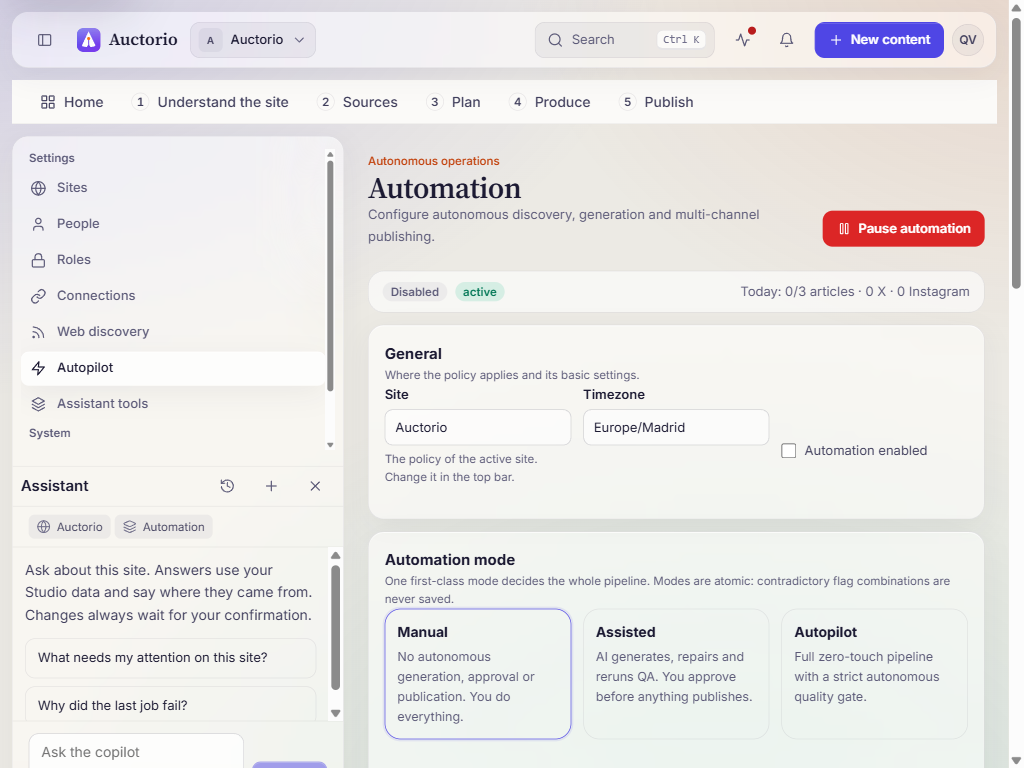 Auctorio
A Auctorio
Search Ctrl K
New content
QV
Home
1 Understand the site
2 Sources
3 Plan
4 Produce
5 Publish
Settings
Sites
People
Roles
Connections
Web discovery
Autopilot
Assistant tools
System
Assistant
Auctorio
Automation
Ask about this site. Answers use your
Studio data and say where they came from.
Changes always wait for your confirmation.
What needs my attention on this site?
Why did the last job fail?
Ask the copilot
Autonomous operations
Automation
Configure autonomous discovery, generation and multi-channel
publishing.
Pause automation
Disabled
active
Today: 0/3 articles · 0 X · 0 Instagram
General
Where the policy applies and its basic settings.
Site
Auctorio
The policy of the active site.
Change it in the top bar.
Timezone
Europe/Madrid
Automation enabled
Automation mode
One first-class mode decides the whole pipeline. Modes are atomic: contradictory flag combinations are
never saved.
Manual
No autonomous
generation, approval or
publication. You do
everything.
Assisted
AI generates, repairs and
reruns QA. You approve
before anything publishes.
Autopilot
Full zero-touch pipeline
with a strict autonomous
quality gate.